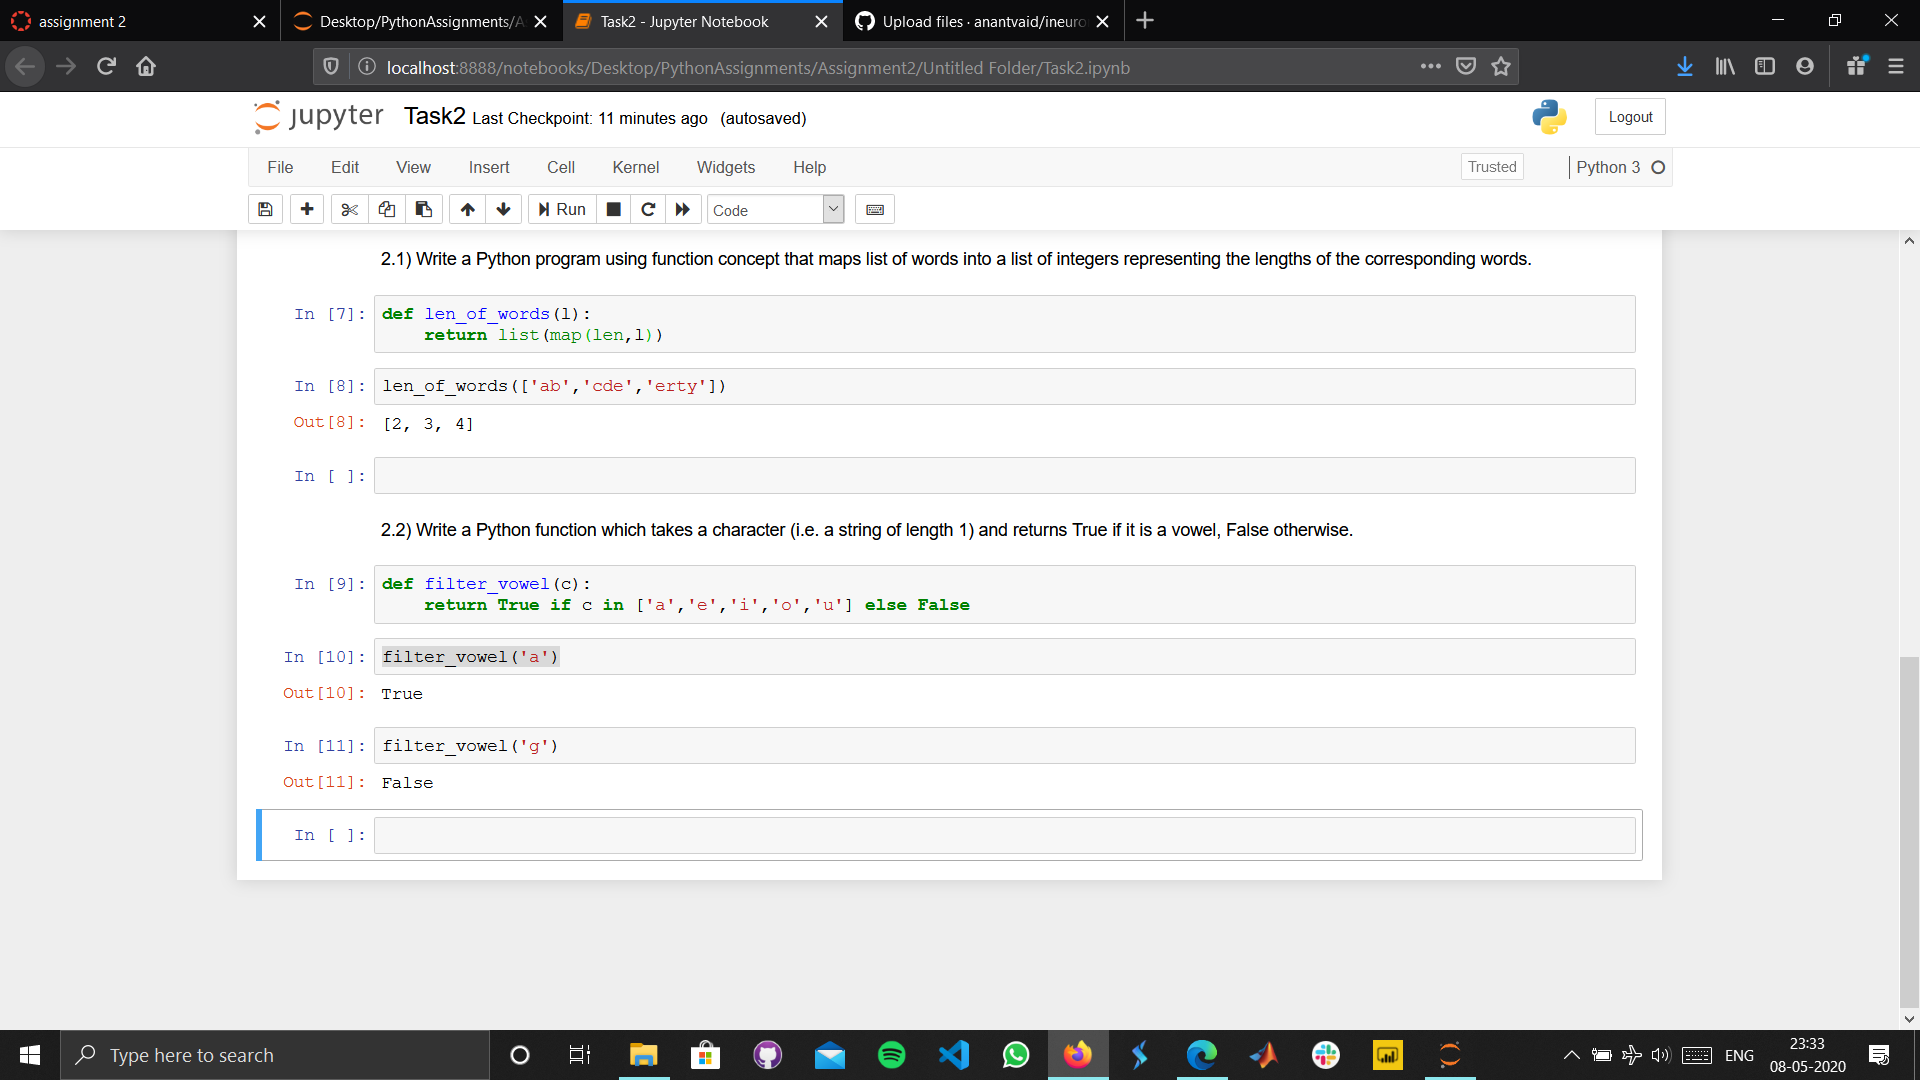 assignment 2
Desktop/PythonAssignments/A
Task2 - Jupyter Notebook
Upload files · anantvaid/ineuro
localhost:8888/notebooks/Desktop/PythonAssignments/Assignment2/Untitled Folder/Task2.ipynb
jupyter Task2 Last Checkpoint: 11 minutes ago (autosaved)
Logout
File Edit View Insert Cell Kernel Widgets Help
Trusted
Python 3
Run
Code
2.1) Write a Python program using function concept that maps list of words into a list of integers representing the lengths of the corresponding words.
In [7]: def len_of_words(l):
return list(map(len,l))
In [8]: len_of_words(['ab','cde','erty'])
Out[8]: [2, 3, 4]
In [ ]:
2.2) Write a Python function which takes a character (i.e. a string of length 1) and returns True if it is a vowel, False otherwise.
In [9]: def filter_vowel(c):
return True if c in ['a','e','i','o','u'] else False
In [10]: filter_vowel('a')
Out[10]: True
In [11]: filter_vowel('g')
Out[11]: False
In [ ]:
Type here to search
ENG
23:33
08-05-2020